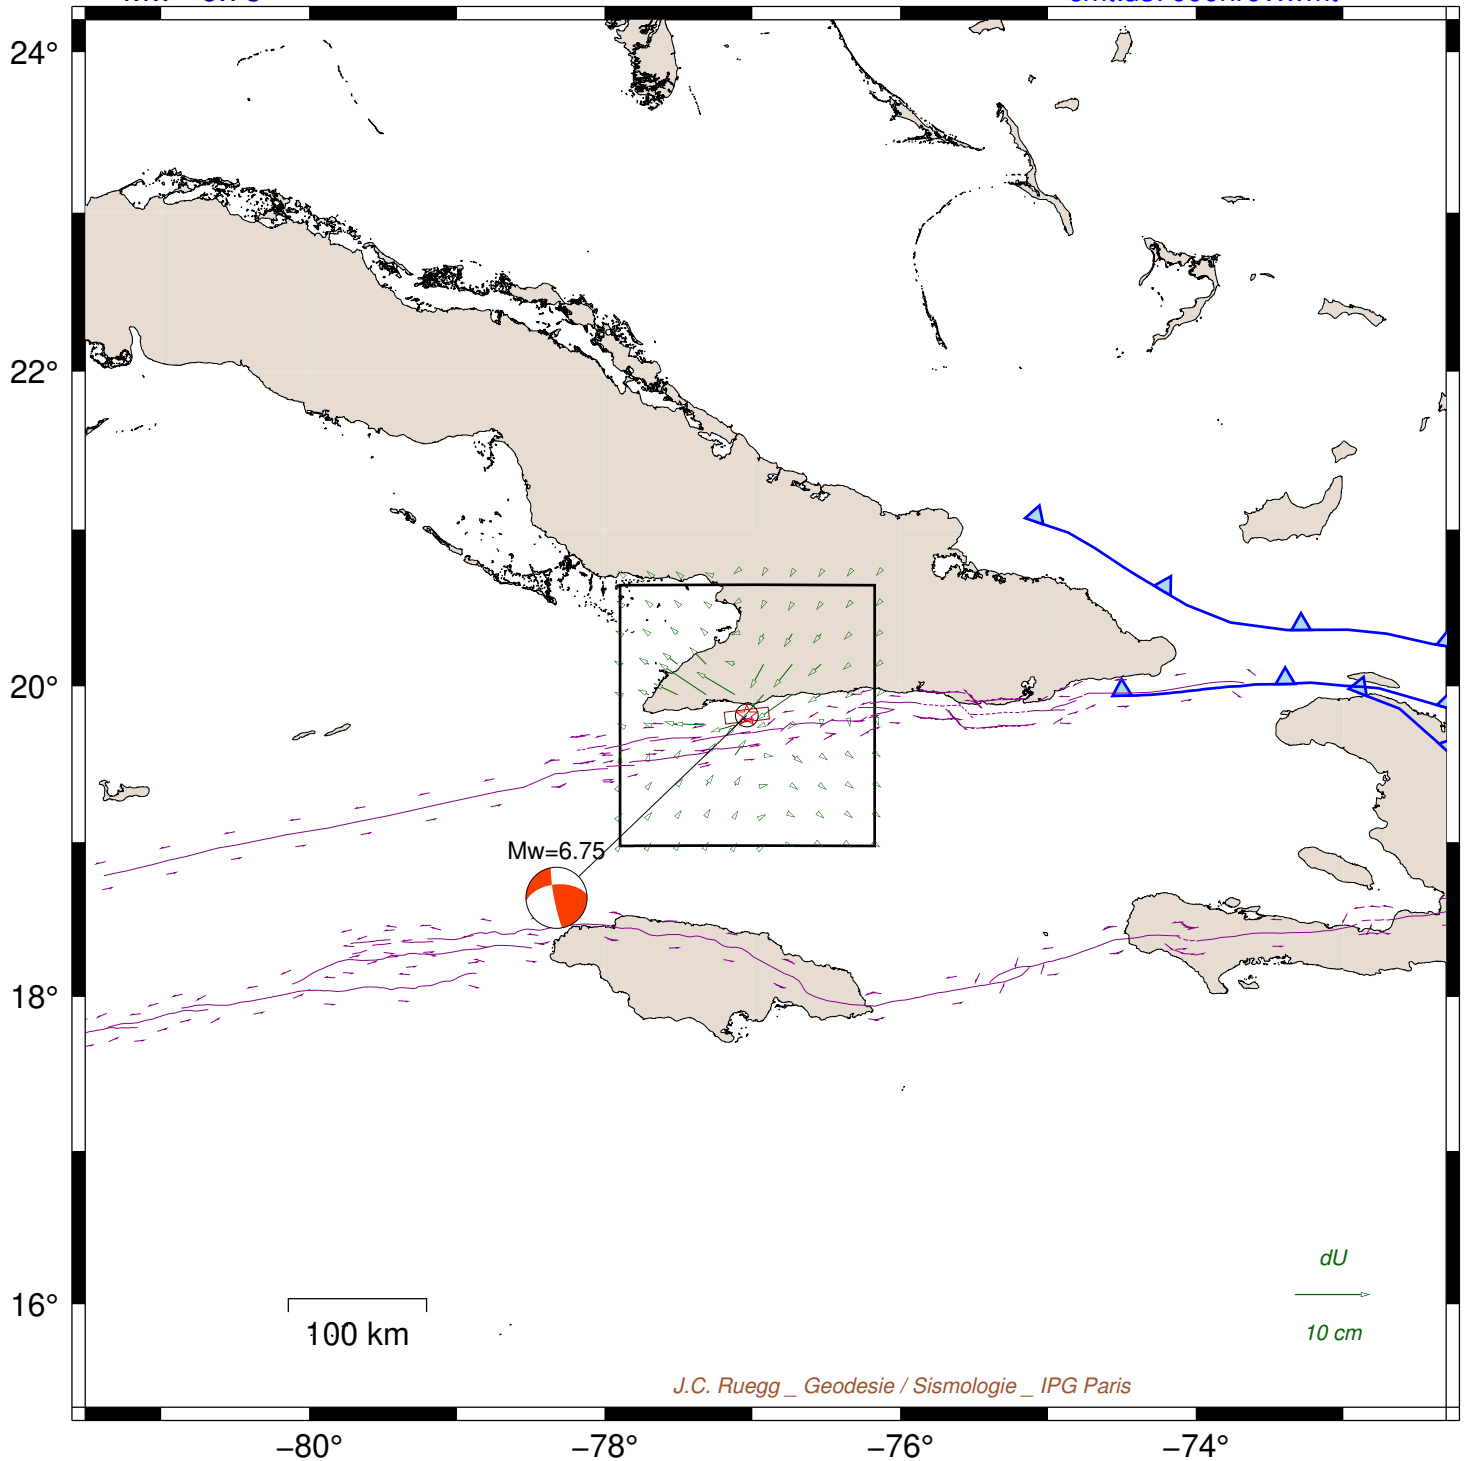 24°
22°
20°
Mw=6.75
18°
dU
16°
100 km
10 cm
J.C. Ruegg _ Geodesie / Sismologie _ IPG Paris
−80°
−78°
−76°
−74°